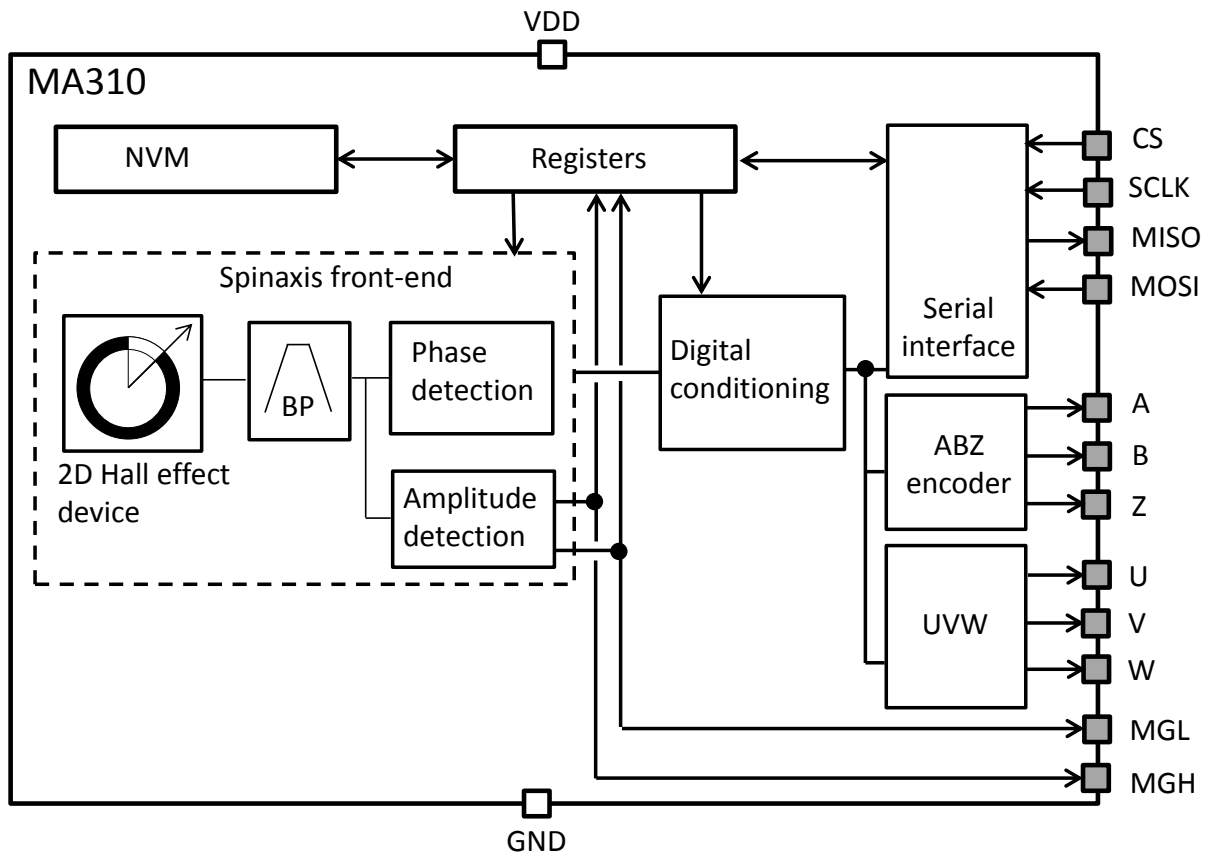 VDD
MA310
NVM
Registers
CS
SCLK
MISO
MOSI
Serial
interface
Spinaxis front-end
BP
Phase
detection
2D Hall effect
device
Amplitude
detection
Digital
conditioning
ABZ
encoder
A
B
Z
UVW
U
V
W
MGL
MGH
GND